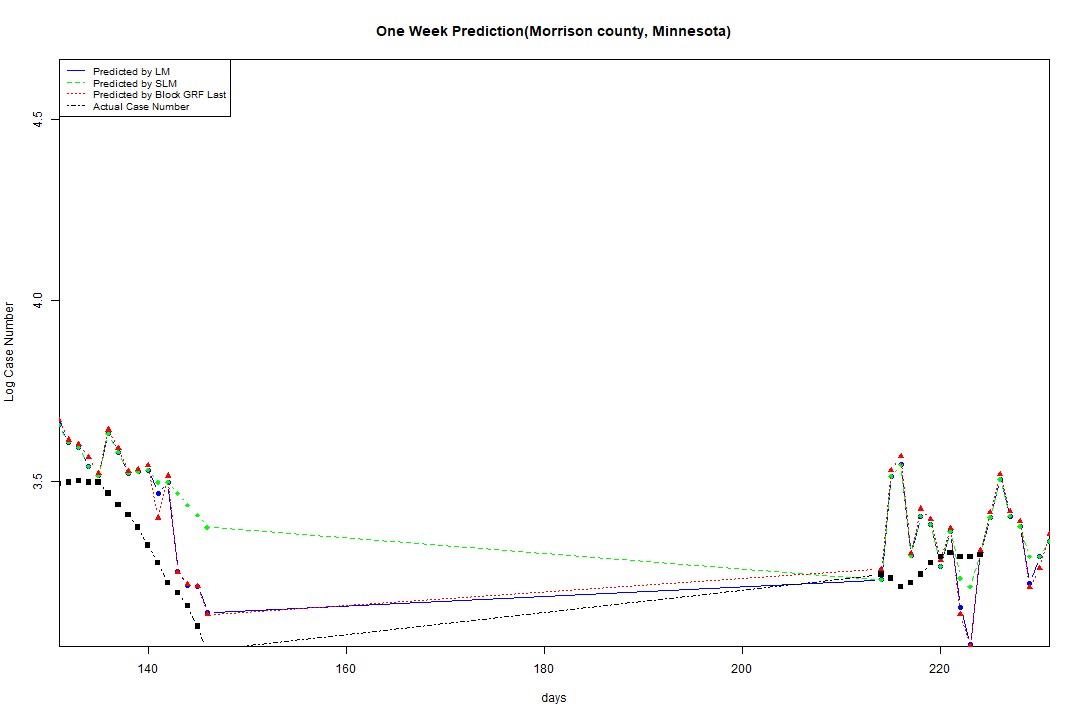 One Week Prediction(Morrison county, Minnesota)
Predicted by LM
Predicted by SLM
Predicted by Block GRF Last
Actual Case Number
4.5
4.0
3.5
Log Case Number
140 160 180 200 220
days